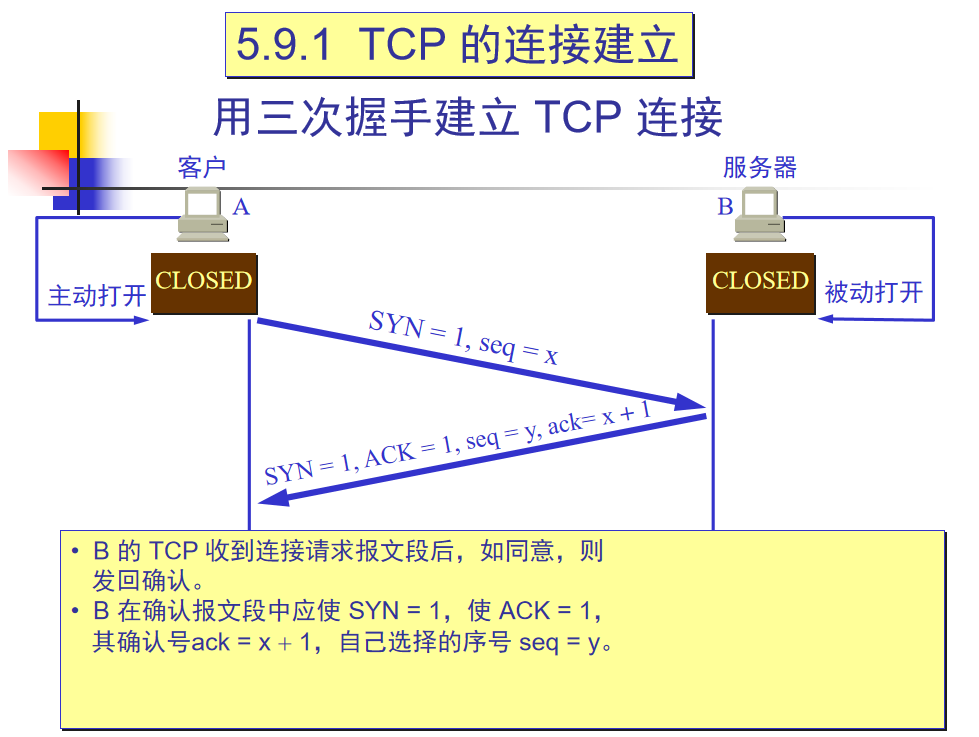 5.9.1 TCP 的连接建立
用三次握手建立 TCP 连接
客户
服务器
A
B
CLOSED
CLOSED
主动打开
被动打开
SYN = 1, seq = x
SYN = 1, ACK = 1, seq = y, ack= x + 1
• B 的 TCP 收到连接请求报文段后，如同意，则
发回确认。
• B 在确认报文段中应使 SYN = 1，使 ACK = 1，
其确认号ack = x + 1，自己选择的序号 seq = y。